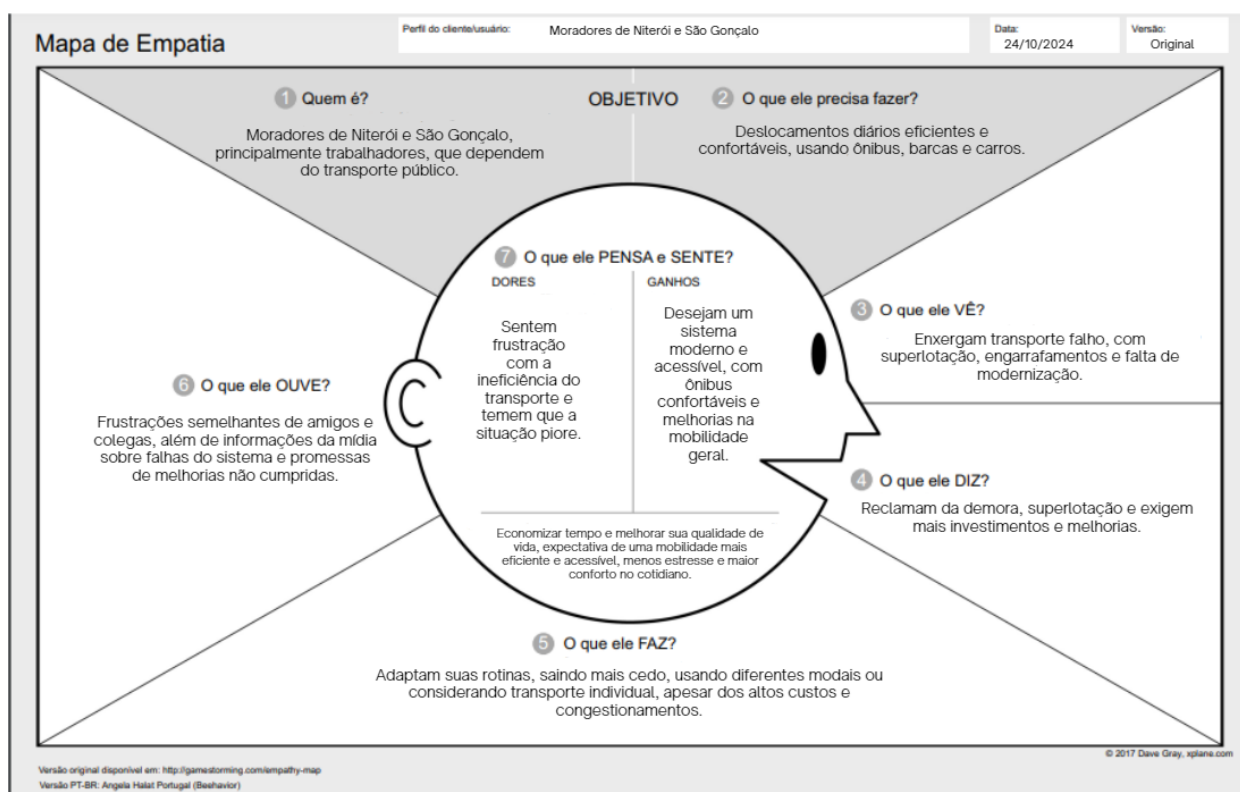 Mapa de Empatia
Perfil do cliente/usuário:
Moradores de Niterói e São Gonçalo
Data:
24/10/2024
Versão:
Original
1 Quem é?
Moradores de Niterói e São Gonçalo,
principalmente trabalhadores, que dependem
do transporte público.
OBJETIVO
2 O que ele precisa fazer?
Deslocamentos diários eficientes e
confortáveis, usando ônibus, barcas e carros.
3 O que ele VÊ?
Enxergam transporte falho, com
superlotação, engarrafamentos e falta de
modernização.
4 O que ele DIZ?
Reclamam da demora, superlotação e exigem
mais investimentos e melhorias.
5 O que ele FAZ?
Adaptam suas rotinas, saindo mais cedo, usando diferentes modais ou
considerando transporte individual, apesar dos altos custos e
congestionamentos.
6 O que ele OUVE?
Frustrações semelhantes de amigos e
colegas, além de informações da mídia
sobre falhas do sistema e promessas
de melhorias não cumpridas.
7 O que ele PENSA e SENTE?
DORES
Sentem
frustração
com a
ineficiência do
transporte e
temem que a
situação piore.
GANHOS
Desejam um
sistema
moderno e
acessível, com
ônibus
confortáveis e
melhorias na
mobilidade
geral.
Economizar tempo e melhorar sua qualidade de
vida, expectativa de uma mobilidade mais
eficiente e acessível, menos estresse e maior
conforto no cotidiano.
© 2017 Dave Gray, xplane.com
Versão original disponível em: http://gamestorming.com/empathy-map
Versão PT-BR: Angela Halat Portugal (Beehavior)